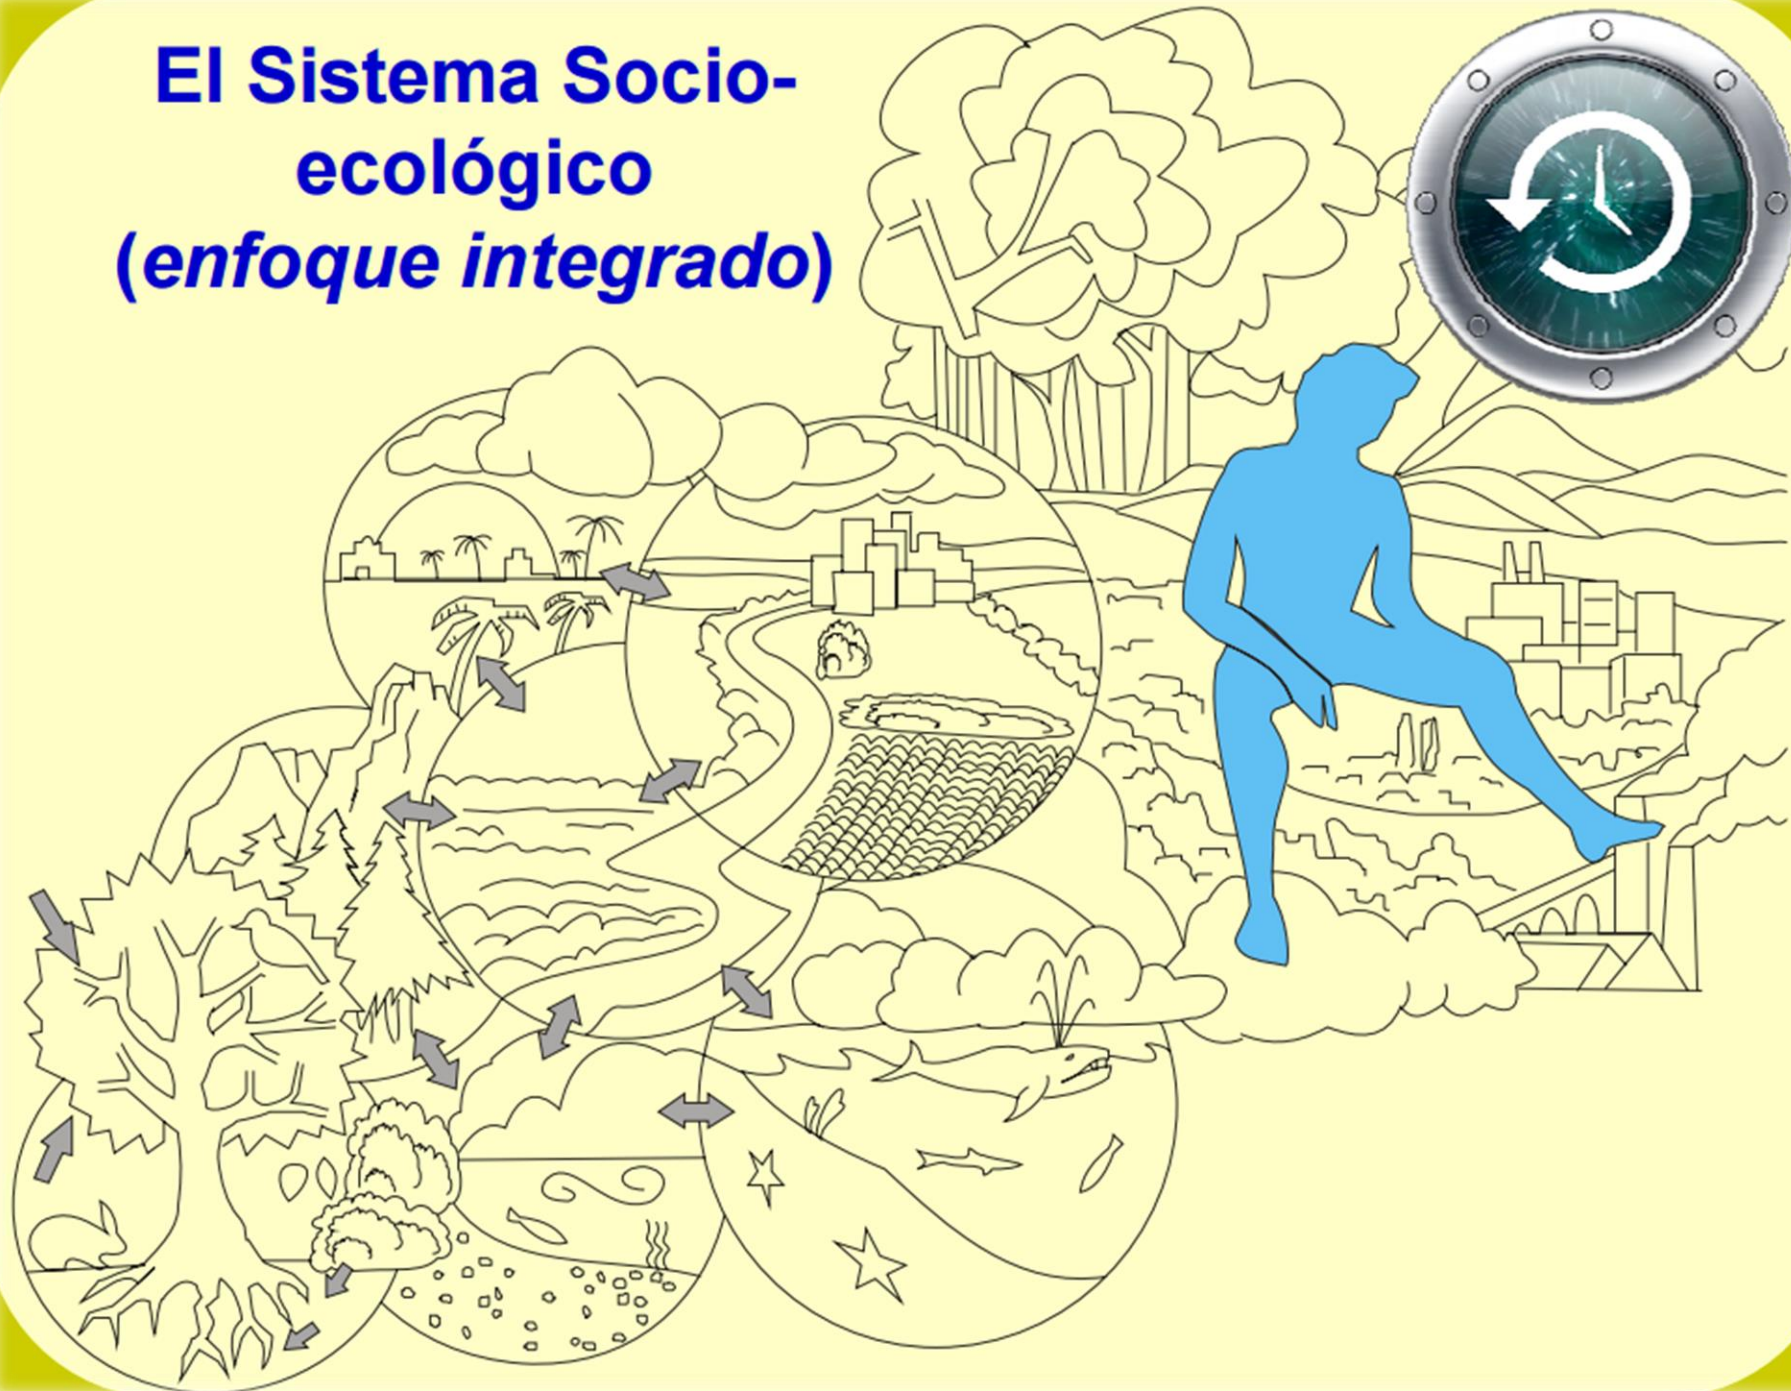 El Sistema Socio-
ecológico
(enfoque integrado)